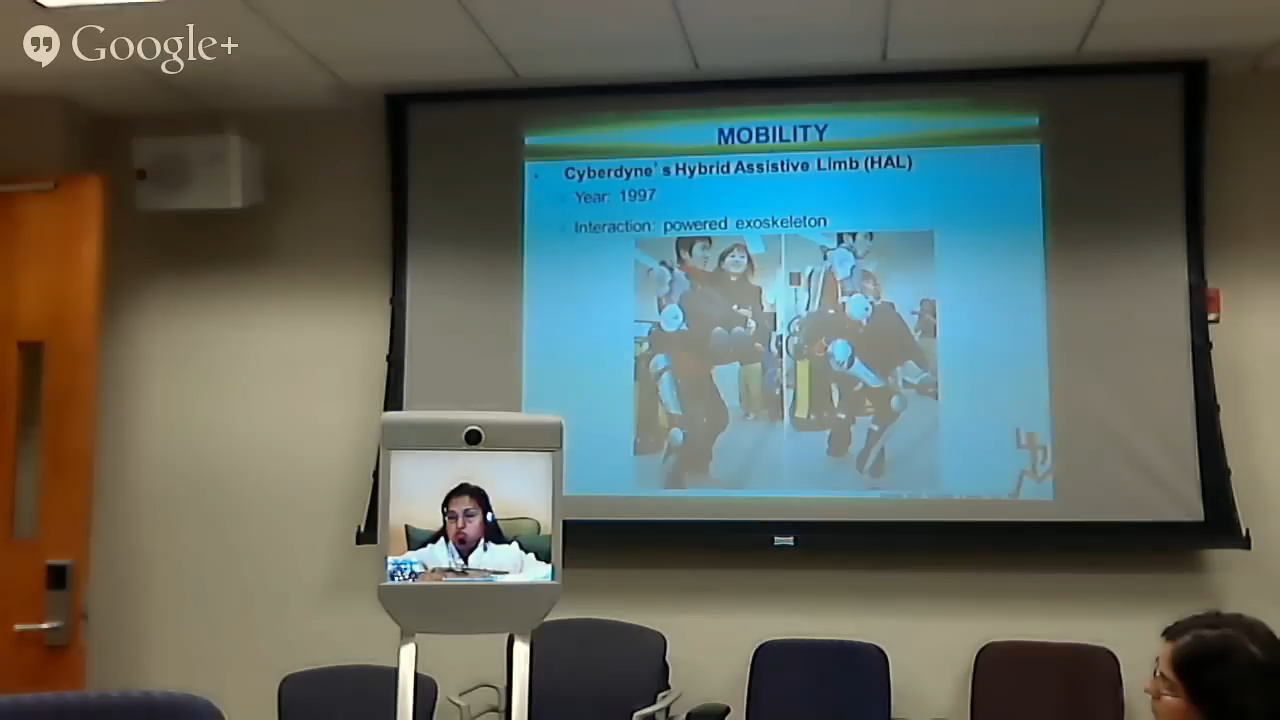 Google+
MOBILITY
Cyberdyne's Hybrid Assistive Limb (HAL)
Year: 1997
Interaction: powered exoskeleton